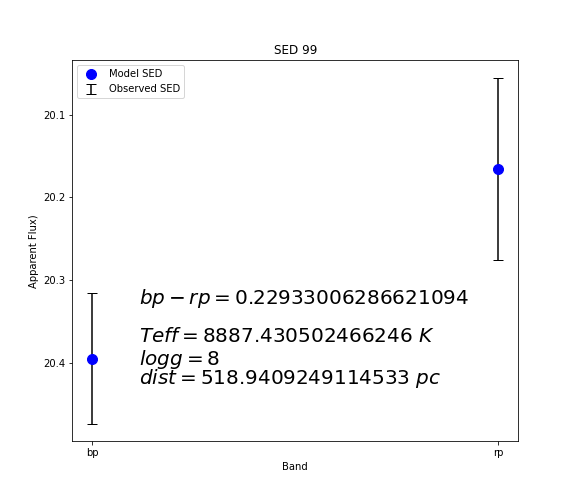 SED 99
Model SED
Observed SED
20.1
20.2
20.3
20.4
Apparent Flux)
bp − rp = 0.22933006286621094
Teff = 8887.430502466246 K
logg = 8
dist = 518.9409249114533 pc
bp
rp
Band